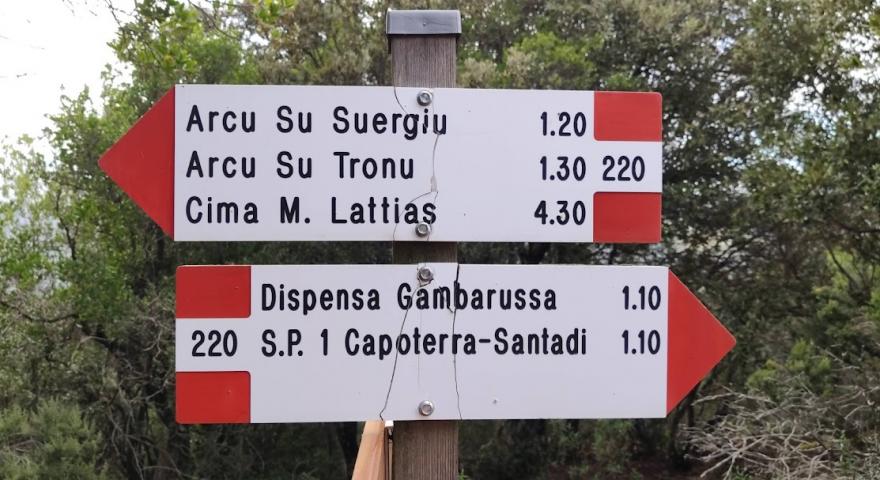 Arcu Su Suergiu 1.20
Arcu Su Tronu 1.30 220
Cima M. Lattias 4.30
Dispensa Gambarussa 1.10
220 S.P. 1 Capoterra-Santadi 1.10